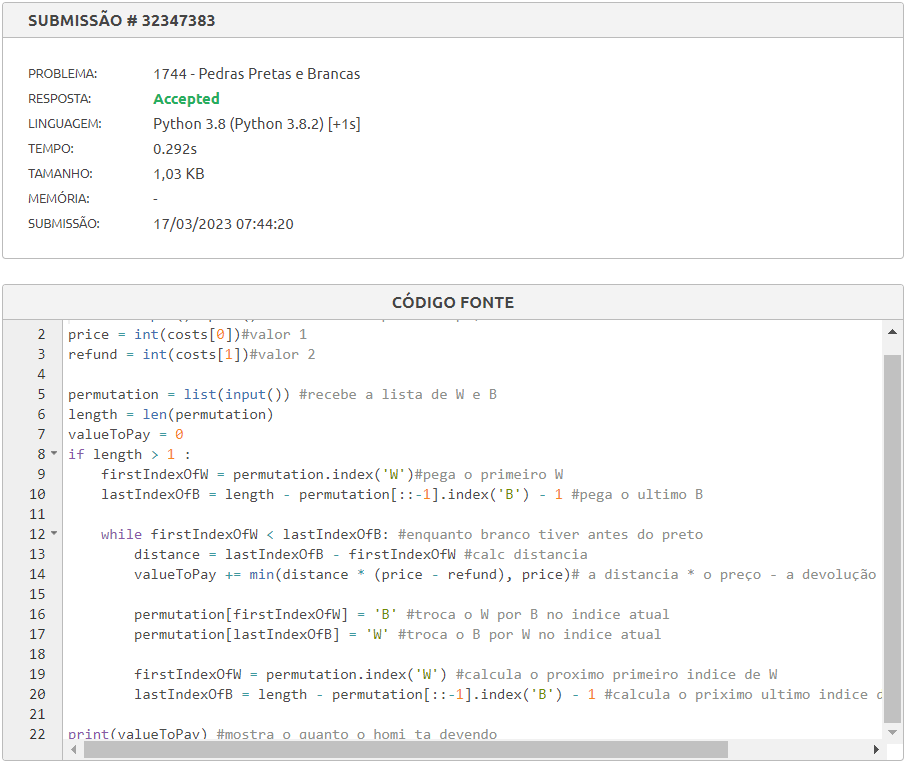 SUBMISSÃO # 32347383
PROBLEMA: 1744 - Pedras Pretas e Brancas
RESPOSTA: Accepted
LINGUAGEM: Python 3.8 (Python 3.8.2) [+1s]
TEMPO: 0.292s
TAMANHO: 1,03 KB
MEMÓRIA: -
SUBMISSÃO: 17/03/2023 07:44:20
CÓDIGO FONTE
2 price = int(costs[0])#valor 1
3 refund = int(costs[1])#valor 2
4
5 permutation = list(input()) #recebe a lista de W e B
6 length = len(permutation)
7 valueToPay = 0
8 if length > 1 :
9     firstIndexOfW = permutation.index('W')#pega o primeiro W
10     lastIndexOfB = length - permutation[::-1].index('B') - 1 #pega o ultimo B
11
12     while firstIndexOfW < lastIndexOfB: #enquanto branco tiver antes do preto
13         distance = lastIndexOfB - firstIndexOfW #calc distancia
14         valueToPay += min(distance * (price - refund), price)# a distancia * o preço - a devolução
15
16         permutation[firstIndexOfW] = 'B' #troca o W por B no indice atual
17         permutation[lastIndexOfB] = 'W' #troca o B por W no indice atual
18
19         firstIndexOfW = permutation.index('W') #calcula o proximo primeiro indice de W
20         lastIndexOfB = length - permutation[::-1].index('B') - 1 #calcula o priximo ultimo indice
21
22 print(valueToPay) #mostra o quanto o homi ta devendo